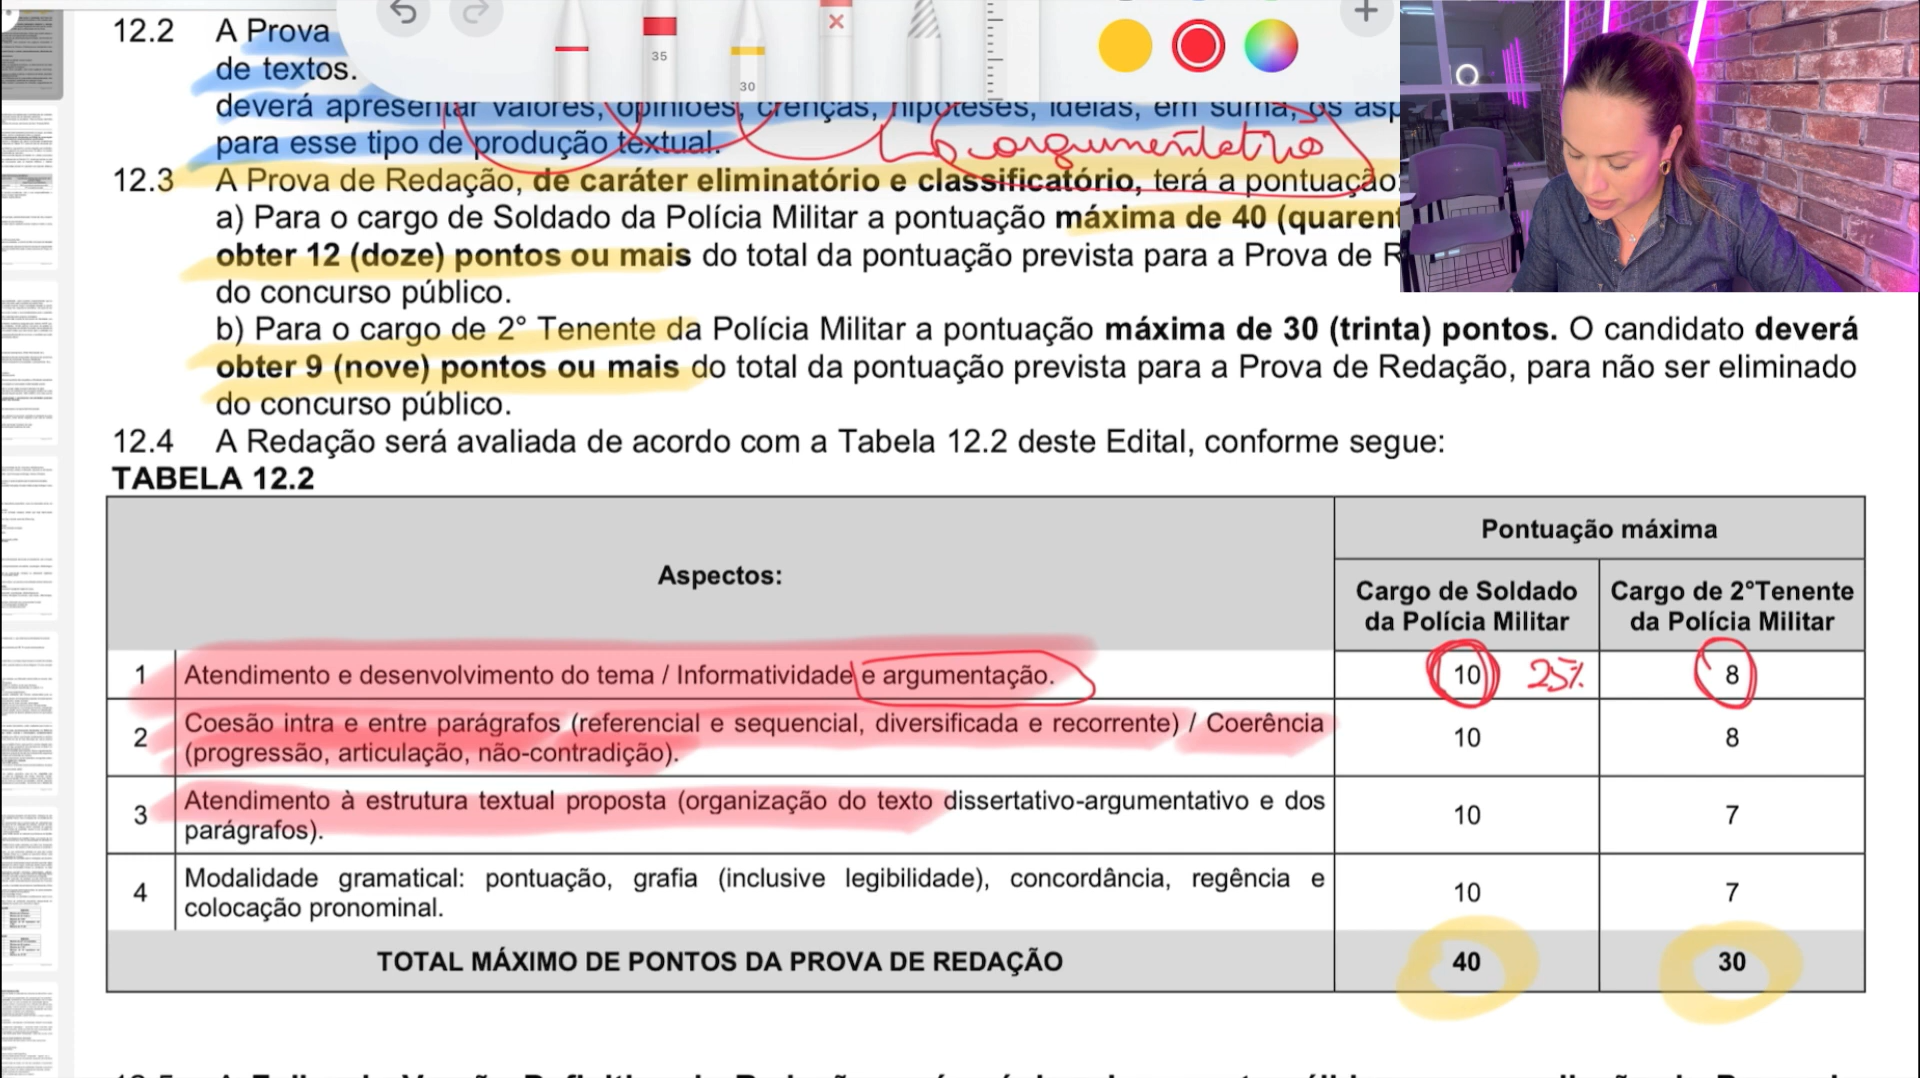 12.2 A Prova
de textos.
35
30
deverá apresentar valores, opiniões, crenças, hipóteses, ideias, em suma, os asp
argumentativo
para esse tipo de produção textual.
12.3 A Prova de Redação, de caráter eliminatório e classificatório, terá a pontuação:
a) Para o cargo de Soldado da Polícia Militar a pontuação máxima de 40 (quarent
obter 12 (doze) pontos ou mais do total da pontuação prevista para a Prova de R
do concurso público.
b) Para o cargo de 2° Tenente da Polícia Militar a pontuação máxima de 30 (trinta) pontos. O candidato deverá
obter 9 (nove) pontos ou mais do total da pontuação prevista para a Prova de Redação, para não ser eliminado
do concurso público.
12.4 A Redação será avaliada de acordo com a Tabela 12.2 deste Edital, conforme segue:
TABELA 12.2
Aspectos:
Pontuação máxima
Cargo de Soldado
da Polícia Militar
Cargo de 2°Tenente
da Polícia Militar
1 Atendimento e desenvolvimento do tema / Informatividade e argumentação. 10 25% 8
2 Coesão intra e entre parágrafos (referencial e sequencial, diversificada e recorrente) / Coerência
(progressão, articulação, não-contradição). 10 8
3 Atendimento à estrutura textual proposta (organização do texto dissertativo-argumentativo e dos
parágrafos). 10 7
4 Modalidade gramatical: pontuação, grafia (inclusive legibilidade), concordância, regência e
colocação pronominal. 10 7
TOTAL MÁXIMO DE PONTOS DA PROVA DE REDAÇÃO 40 30